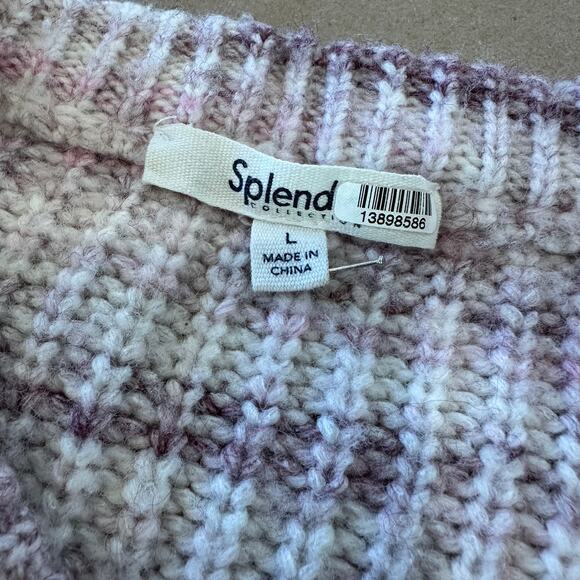 Splend
COLLECTION
13898586
L
MADE IN
CHINA